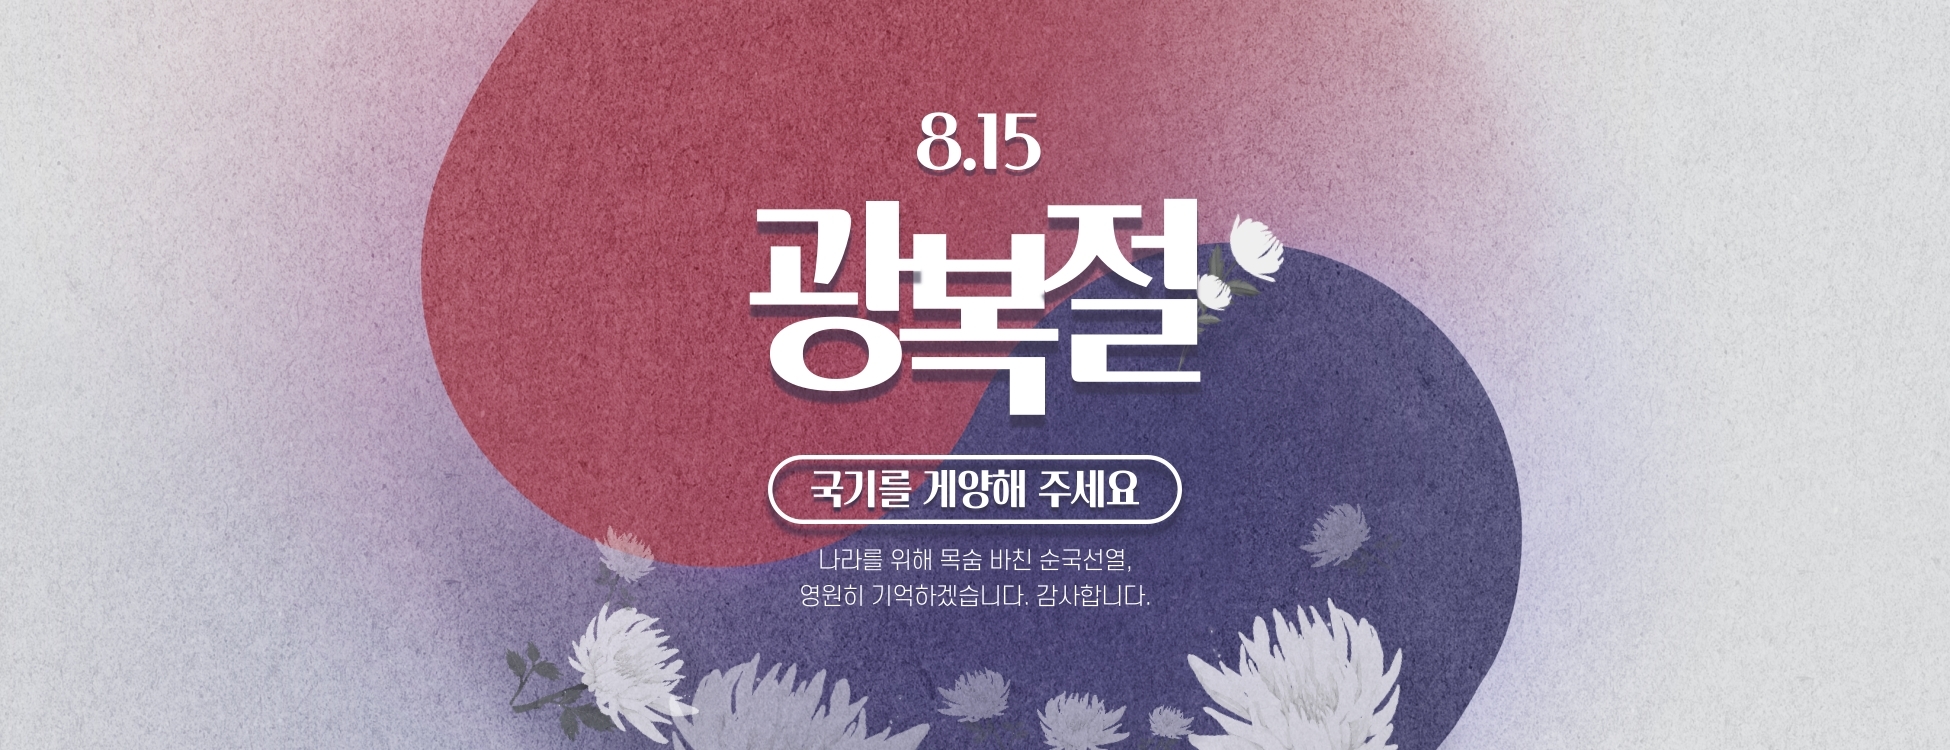 8.15
광복절
국기를 게양해 주세요
나라를 위해 목숨 바친 순국선열,
영원히 기억하겠습니다. 감사합니다.